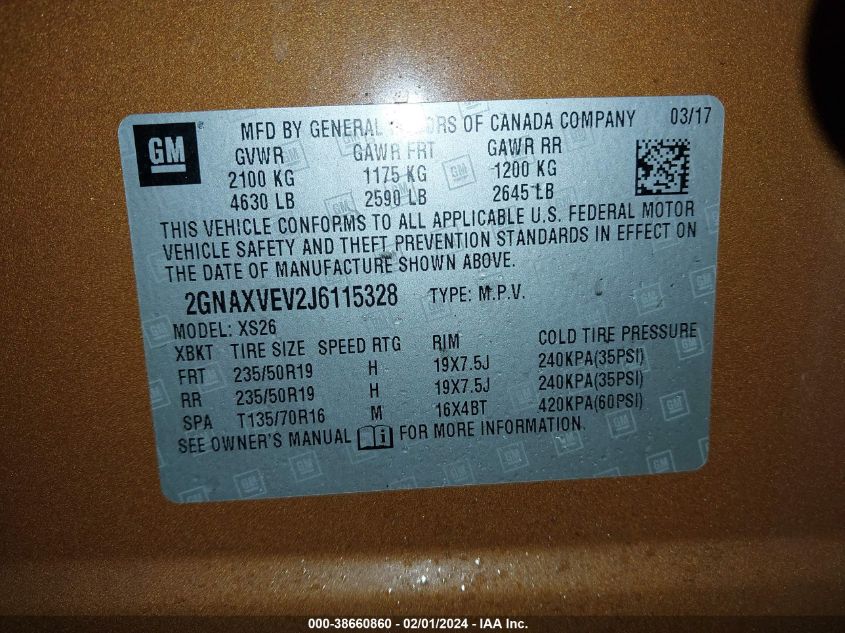 GM ® MFD BY GENERAL MOTORS OF CANADA COMPANY 03/17
GVWR GAWR FRT GAWR RR
2100 KG 1175 KG 1200 KG
4630 LB 2590 LB 2645 LB
THIS VEHICLE CONFORMS TO ALL APPLICABLE U.S. FEDERAL MOTOR
VEHICLE SAFETY AND THEFT PREVENTION STANDARDS IN EFFECT ON
THE DATE OF MANUFACTURE SHOWN ABOVE.
2GNAXVEV2J6115328 TYPE: M.P.V.
MODEL: XS26
XBKT TIRE SIZE SPEED RTG RIM COLD TIRE PRESSURE
FRT 235/50R19 H 19X7.5J 240KPA(35PSI)
RR 235/50R19 H 19X7.5J 240KPA(35PSI)
SPA T135/70R16 M 16X4BT 420KPA(60PSI)
SEE OWNER'S MANUAL FOR MORE INFORMATION.
000-38660860 - 02/01/2024 - IAA Inc.